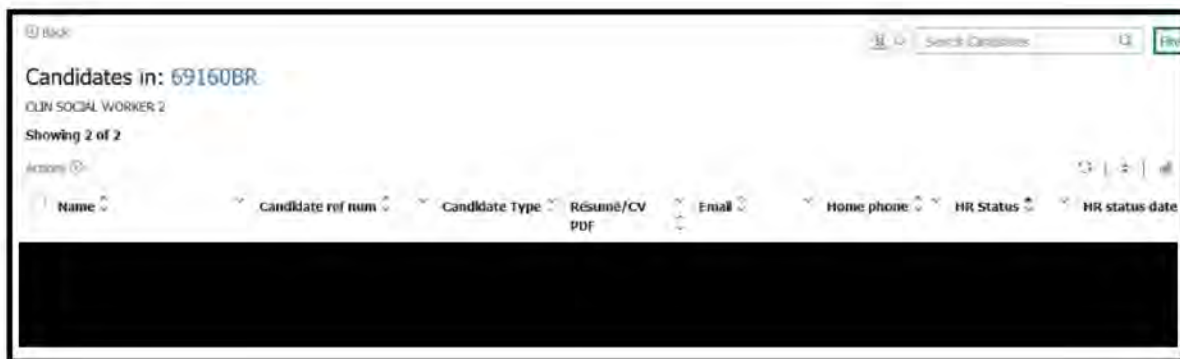 Back
Search Candidates
Candidates in: 69160BR
CLIN SOCIAL WORKER 2
Showing 2 of 2
Actions
Name Candidate ref num Candidate Type Résumé/CV PDF Email Home phone HR Status HR status date